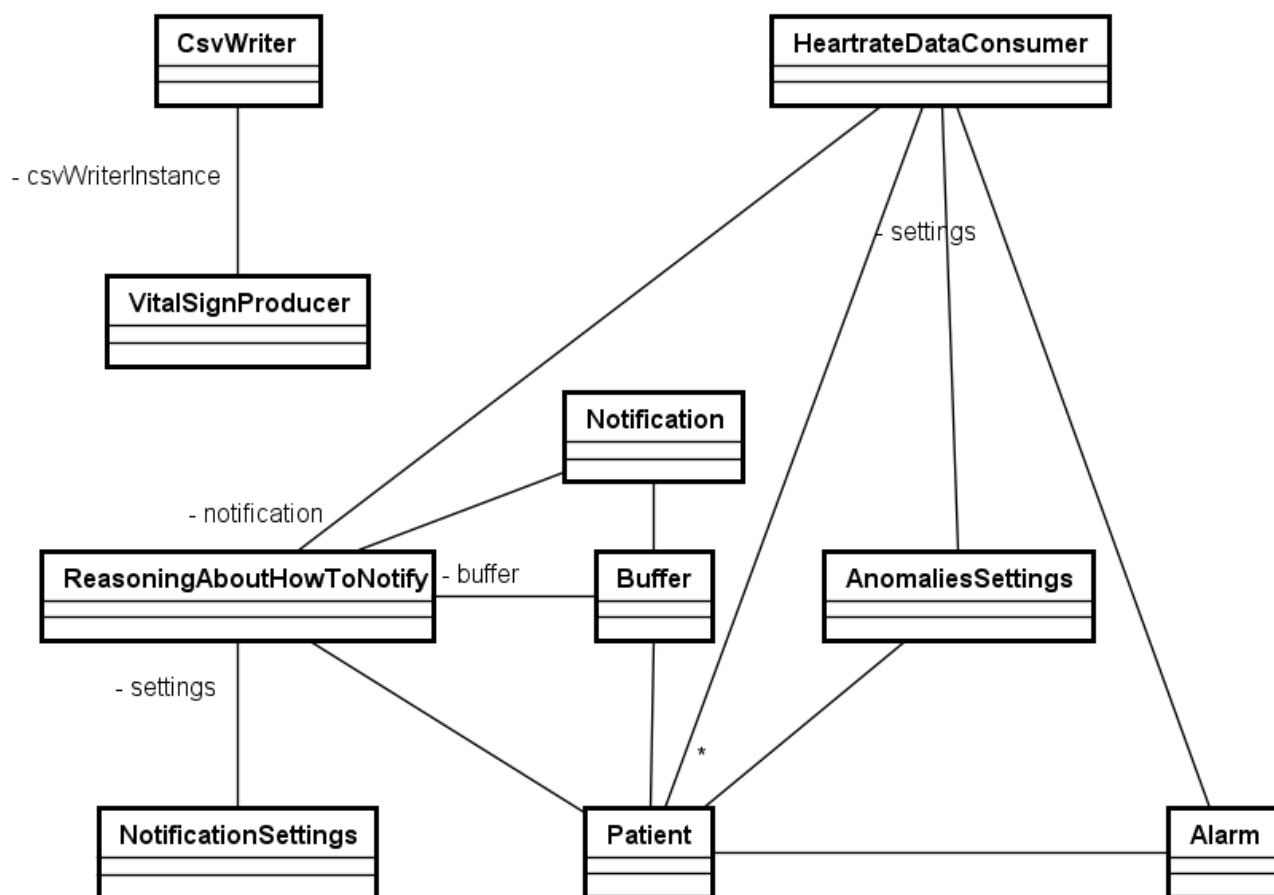 CsvWriter
HeartrateDataConsumer
- csvWriterInstance
- settings
VitalSignProducer
Notification
- notification
ReasoningAboutHowToNotify
- buffer
Buffer
AnomaliesSettings
- settings
*
NotificationSettings
Patient
Alarm